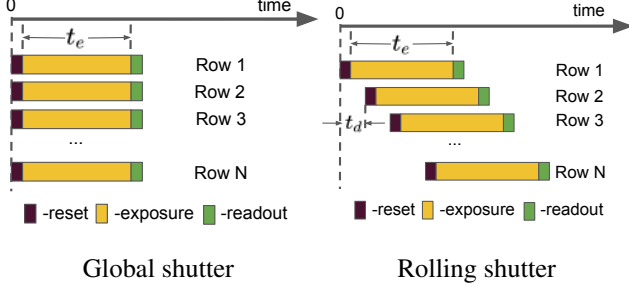 0 time
t_e
Row 1
Row 2
Row 3
...
Row N
-reset -exposure -readout
Global shutter
0 time
t_e
Row 1
Row 2
t_d
Row 3
...
Row N
-reset -exposure -readout
Rolling shutter